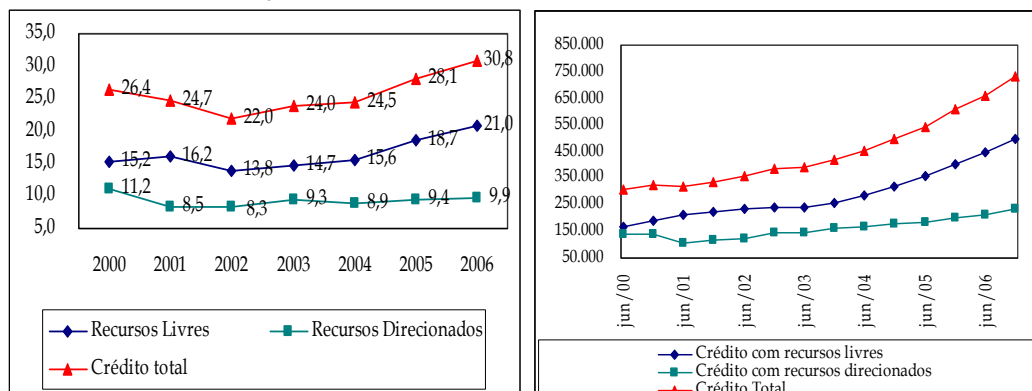 35,0
30,0
25,0
20,0
15,0
10,0
5,0
26,4
24,7
22,0
24,0
24,5
28,1
30,8
15,2
16,2
13,8
14,7
15,6
18,7
21,0
11,2
8,5
8,3
9,3
8,9
9,4
9,9
2000 2001 2002 2003 2004 2005 2006
Recursos Livres Recursos Direcionados
Crédito total
850.000
750.000
650.000
550.000
450.000
350.000
250.000
150.000
50.000
jun/00
jun/01
jun/02
jun/03
jun/04
jun/05
jun/06
Crédito com recursos livres
Crédito com recursos direcionados
Crédito Total